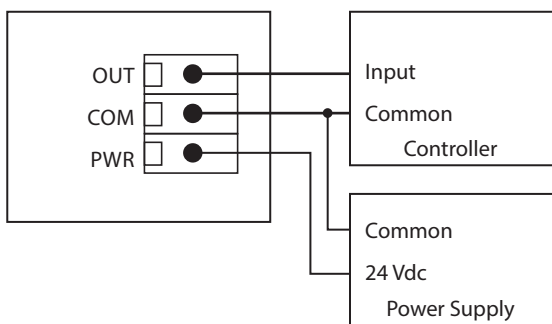 OUT
COM
PWR
Input
Common
Controller
Common
24 Vdc
Power Supply